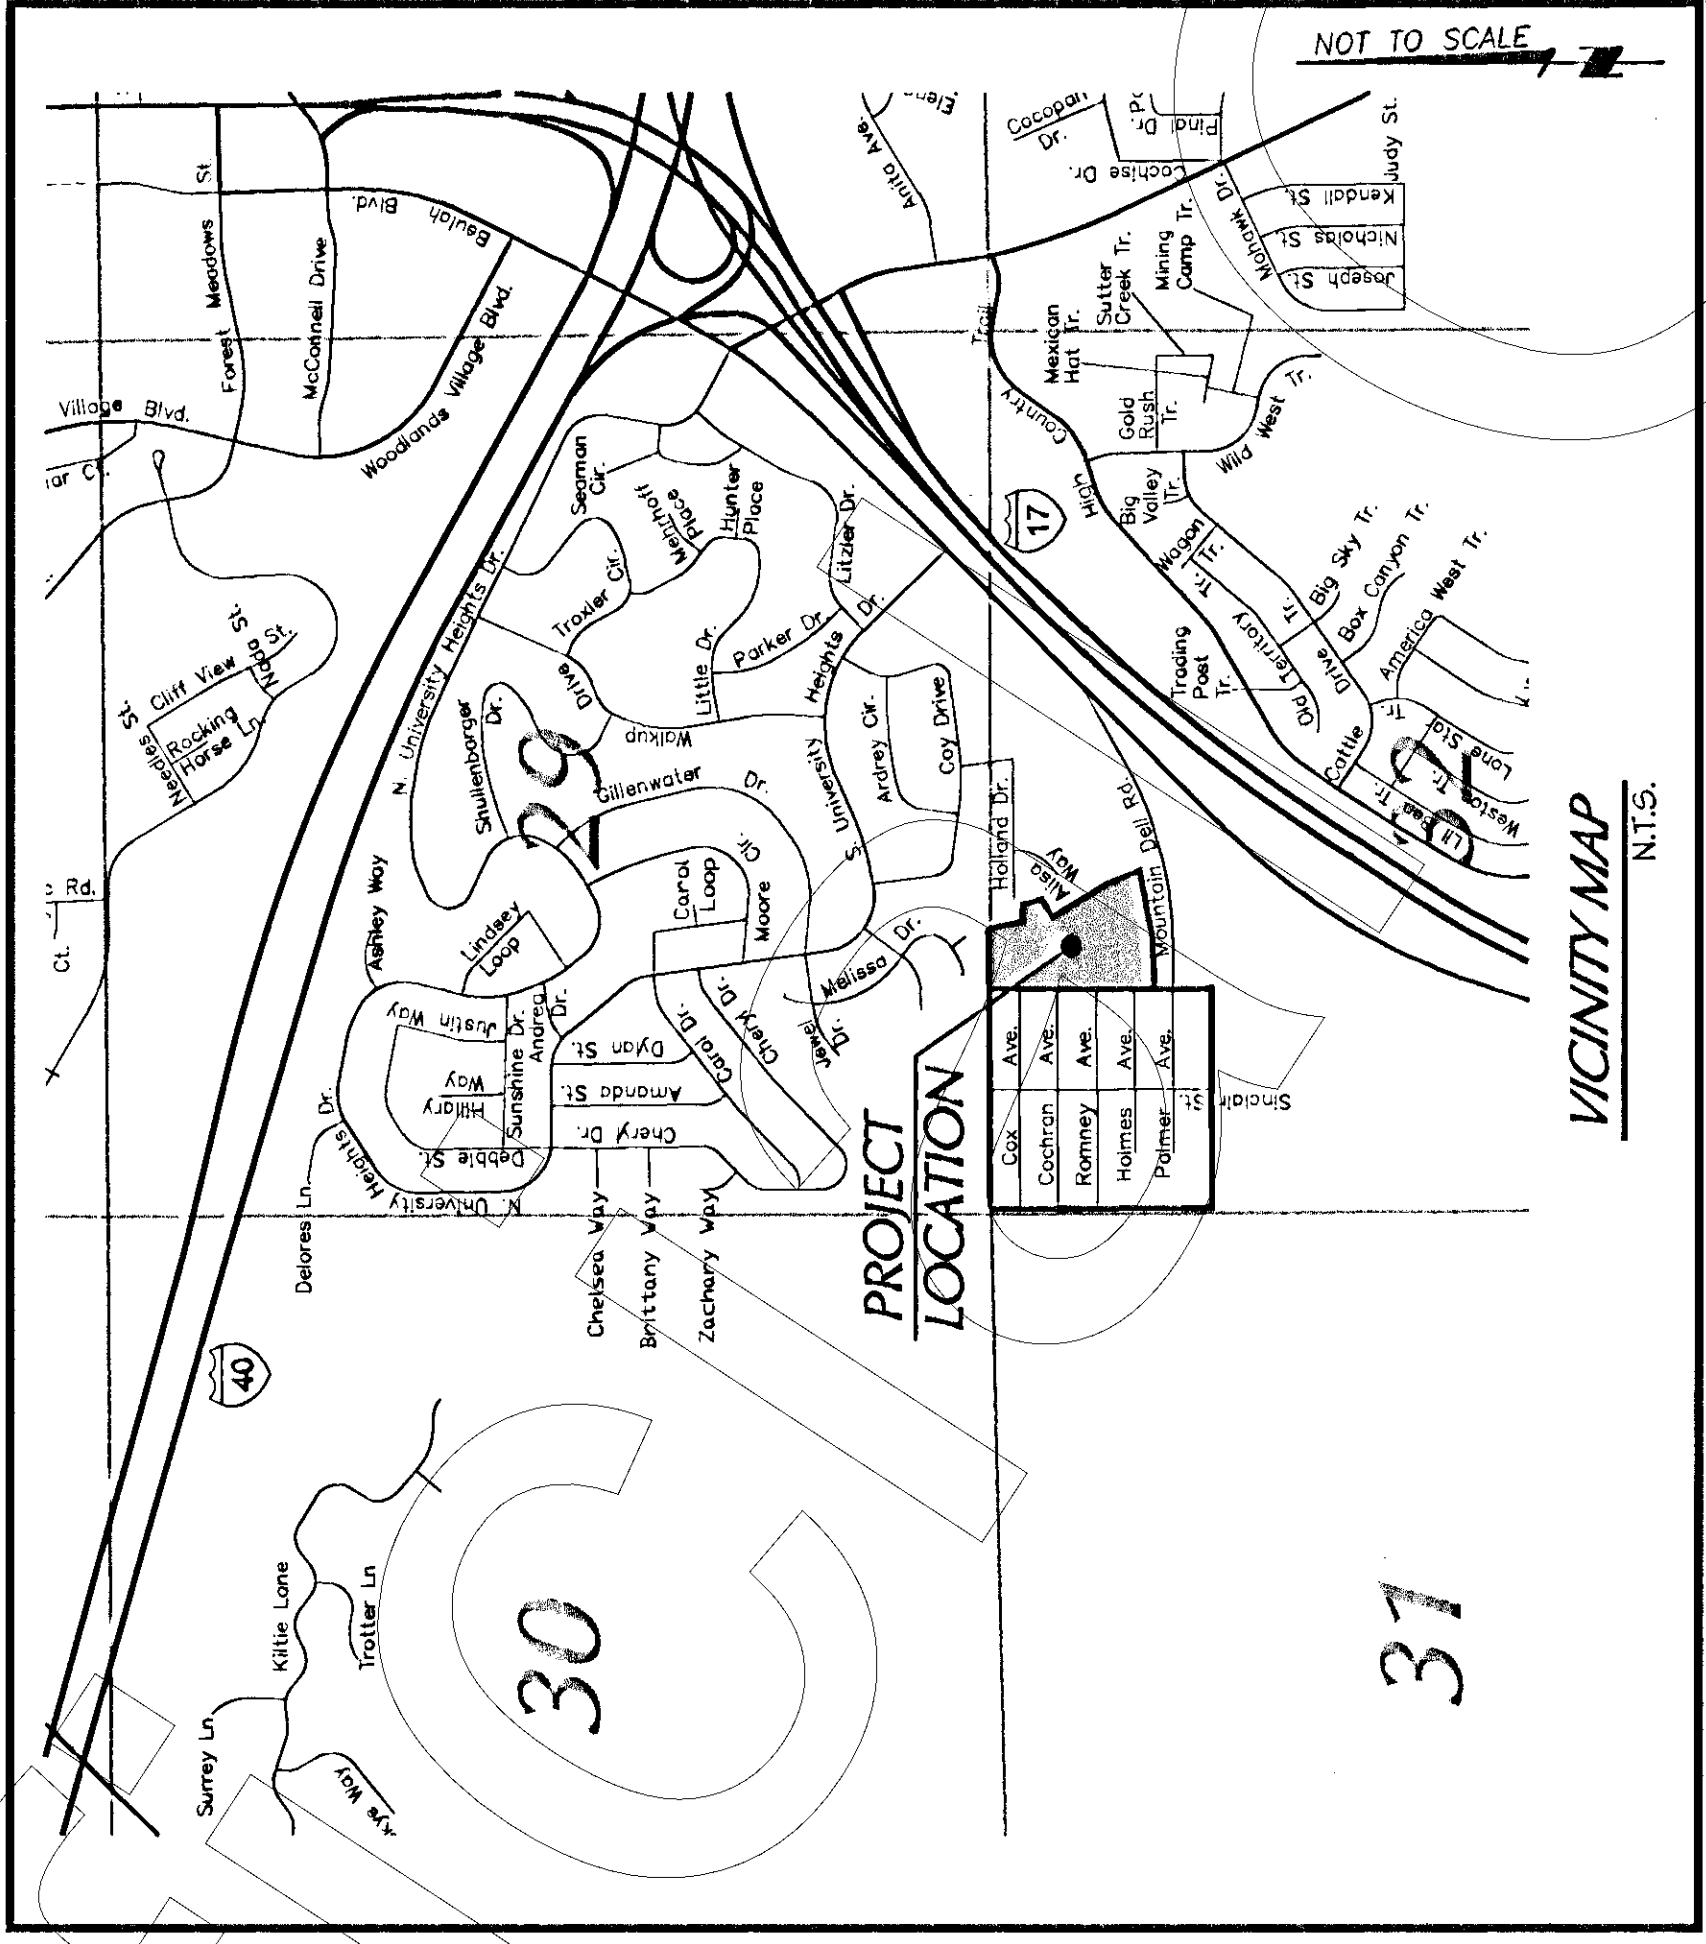 NOT TO SCALE
VICINITY MAP
N.T.S.
PROJECT
LOCATION
40
17
29
30
31
Forest Meadows St
McConnell Drive
Beulah Blvd.
Woodlands Village Blvd.
Village Blvd.
Rd.
Ct.
Cliff View St.
Nada St.
Needles St.
Rocking
Horse Ln.
N. University Heights Dr.
Seaman
Cir.
Place
Hunter
Place
Troxler Cir.
Litzler Dr.
Little Dr.
Parker Dr.
Walkup Drive
Shullenbarger Dr.
Gillenwater Dr.
S. University Heights Dr.
Ardrey Cir.
Coy Drive
Holland Dr.
Alisa
Way
Mountain Dell Rd.
Ashley Way
Lindsey
Loop
Carol
Loop
Moore Cir.
Melissa Dr.
Jewel
Dr.
Justin Way
Hillary
Way
Sunshine Dr.
Andrea
Dr.
Dylan St.
Amanda St.
Cheryl Dr.
Carol Dr.
Cheryl Dr.
Debbie St.
N. University
Heights Dr.
Delores Ln.
Chelsea Way
Brittany Way
Zachary Way
Cox Ave.
Cochran Ave.
Romney Ave.
Holmes Ave.
Palmer Ave.
Sinclair St.
Anita Ave.
Cocopah
Dr.
Pinal Dr.
Cochise Dr.
Mohawk Dr.
Judy St.
Kendall St.
Nicholas St.
Joseph St.
Mining
Camp Tr.
Sutter
Creek Tr.
Mexican
Hat Tr.
Gold
Rush
Tr.
Wild West Tr.
High Country Trail
Big
Valley
Tr.
Wagon
Tr.
Big Sky Tr.
Box Canyon Tr.
America West Tr.
Old Territory Tr.
Trading
Post
Tr.
Cattle Drive Tr.
Lone Star
Kiltie Lane
Trotter Ln
Surrey Ln
Way